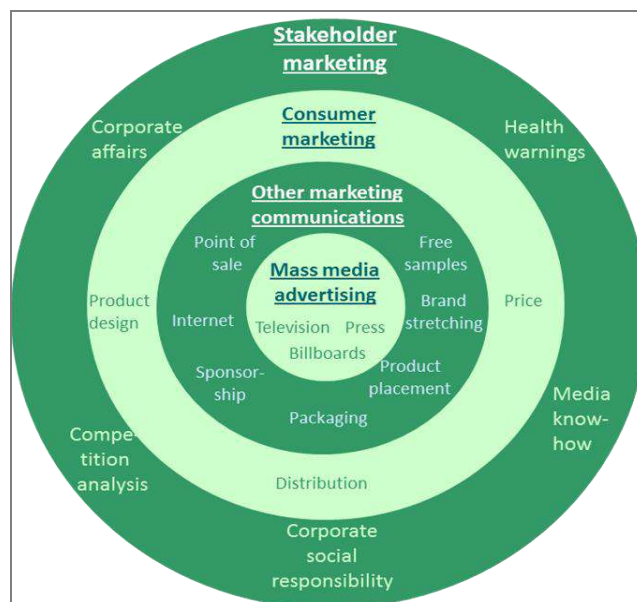 Stakeholder
marketing
Corporate
affairs
Health
warnings
Consumer
marketing
Other marketing
communications
Point of
sale
Free
samples
Mass media
advertising
Product
design
Internet
Television Press
Billboards
Brand
stretching
Price
Sponsor-
ship
Product
placement
Packaging
Media
know-
how
Compe-
tition
analysis
Distribution
Corporate
social
responsibility